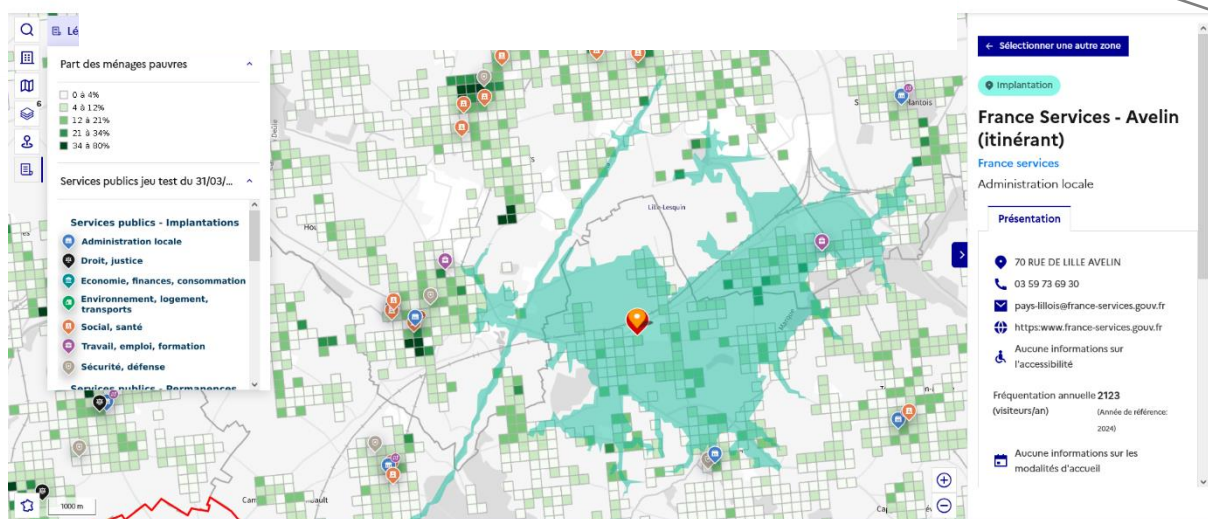 Lé
Part des ménages pauvres
0 à 4%
4 à 12%
12 à 21%
21 à 34%
34 à 80%
6
Services publics jeu test du 31/03/...
Services publics - Implantations
Administration locale
Droit, justice
Economie, finances, consommation
Environnement, logement,
transports
Social, santé
Travail, emploi, formation
Sécurité, défense
Services publics - Permanences
Lille-Lesquin
Marque
1000 m
← Sélectionner une autre zone
Implantation
France Services - Avelin
(itinérant)
France services
Administration locale
Présentation
70 RUE DE LILLE AVELIN
03 59 73 69 30
pays-lillois@france-services.gouv.fr
https:www.france-services.gouv.fr
Aucune informations sur
l'accessibilité
Fréquentation annuelle 2123
(visiteurs/an) (Année de référence:
2024)
Aucune informations sur les
modalités d'accueil